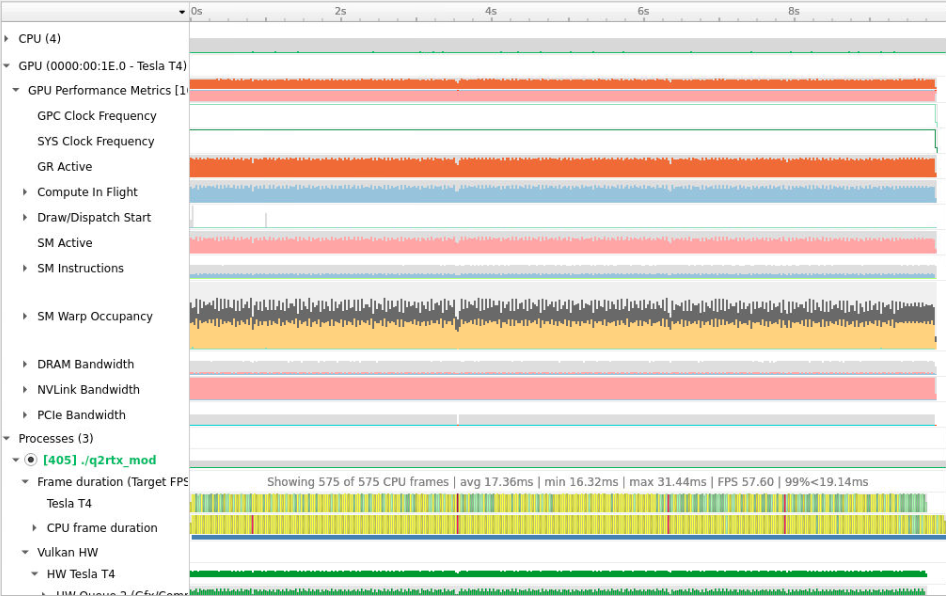 0s 2s 4s 6s 8s
CPU (4)
GPU (0000:00:1E.0 - Tesla T4)
GPU Performance Metrics [1
GPC Clock Frequency
SYS Clock Frequency
GR Active
Compute In Flight
Draw/Dispatch Start
SM Active
SM Instructions
SM Warp Occupancy
DRAM Bandwidth
NVLink Bandwidth
PCIe Bandwidth
Processes (3)
[405] ./q2rtx_mod
Frame duration (Target FPS
Showing 575 of 575 CPU frames | avg 17.36ms | min 16.32ms | max 31.44ms | FPS 57.60 | 99%<19.14ms
Tesla T4
CPU frame duration
Vulkan HW
HW Tesla T4
HW Queue 2 (Gfx/Comp